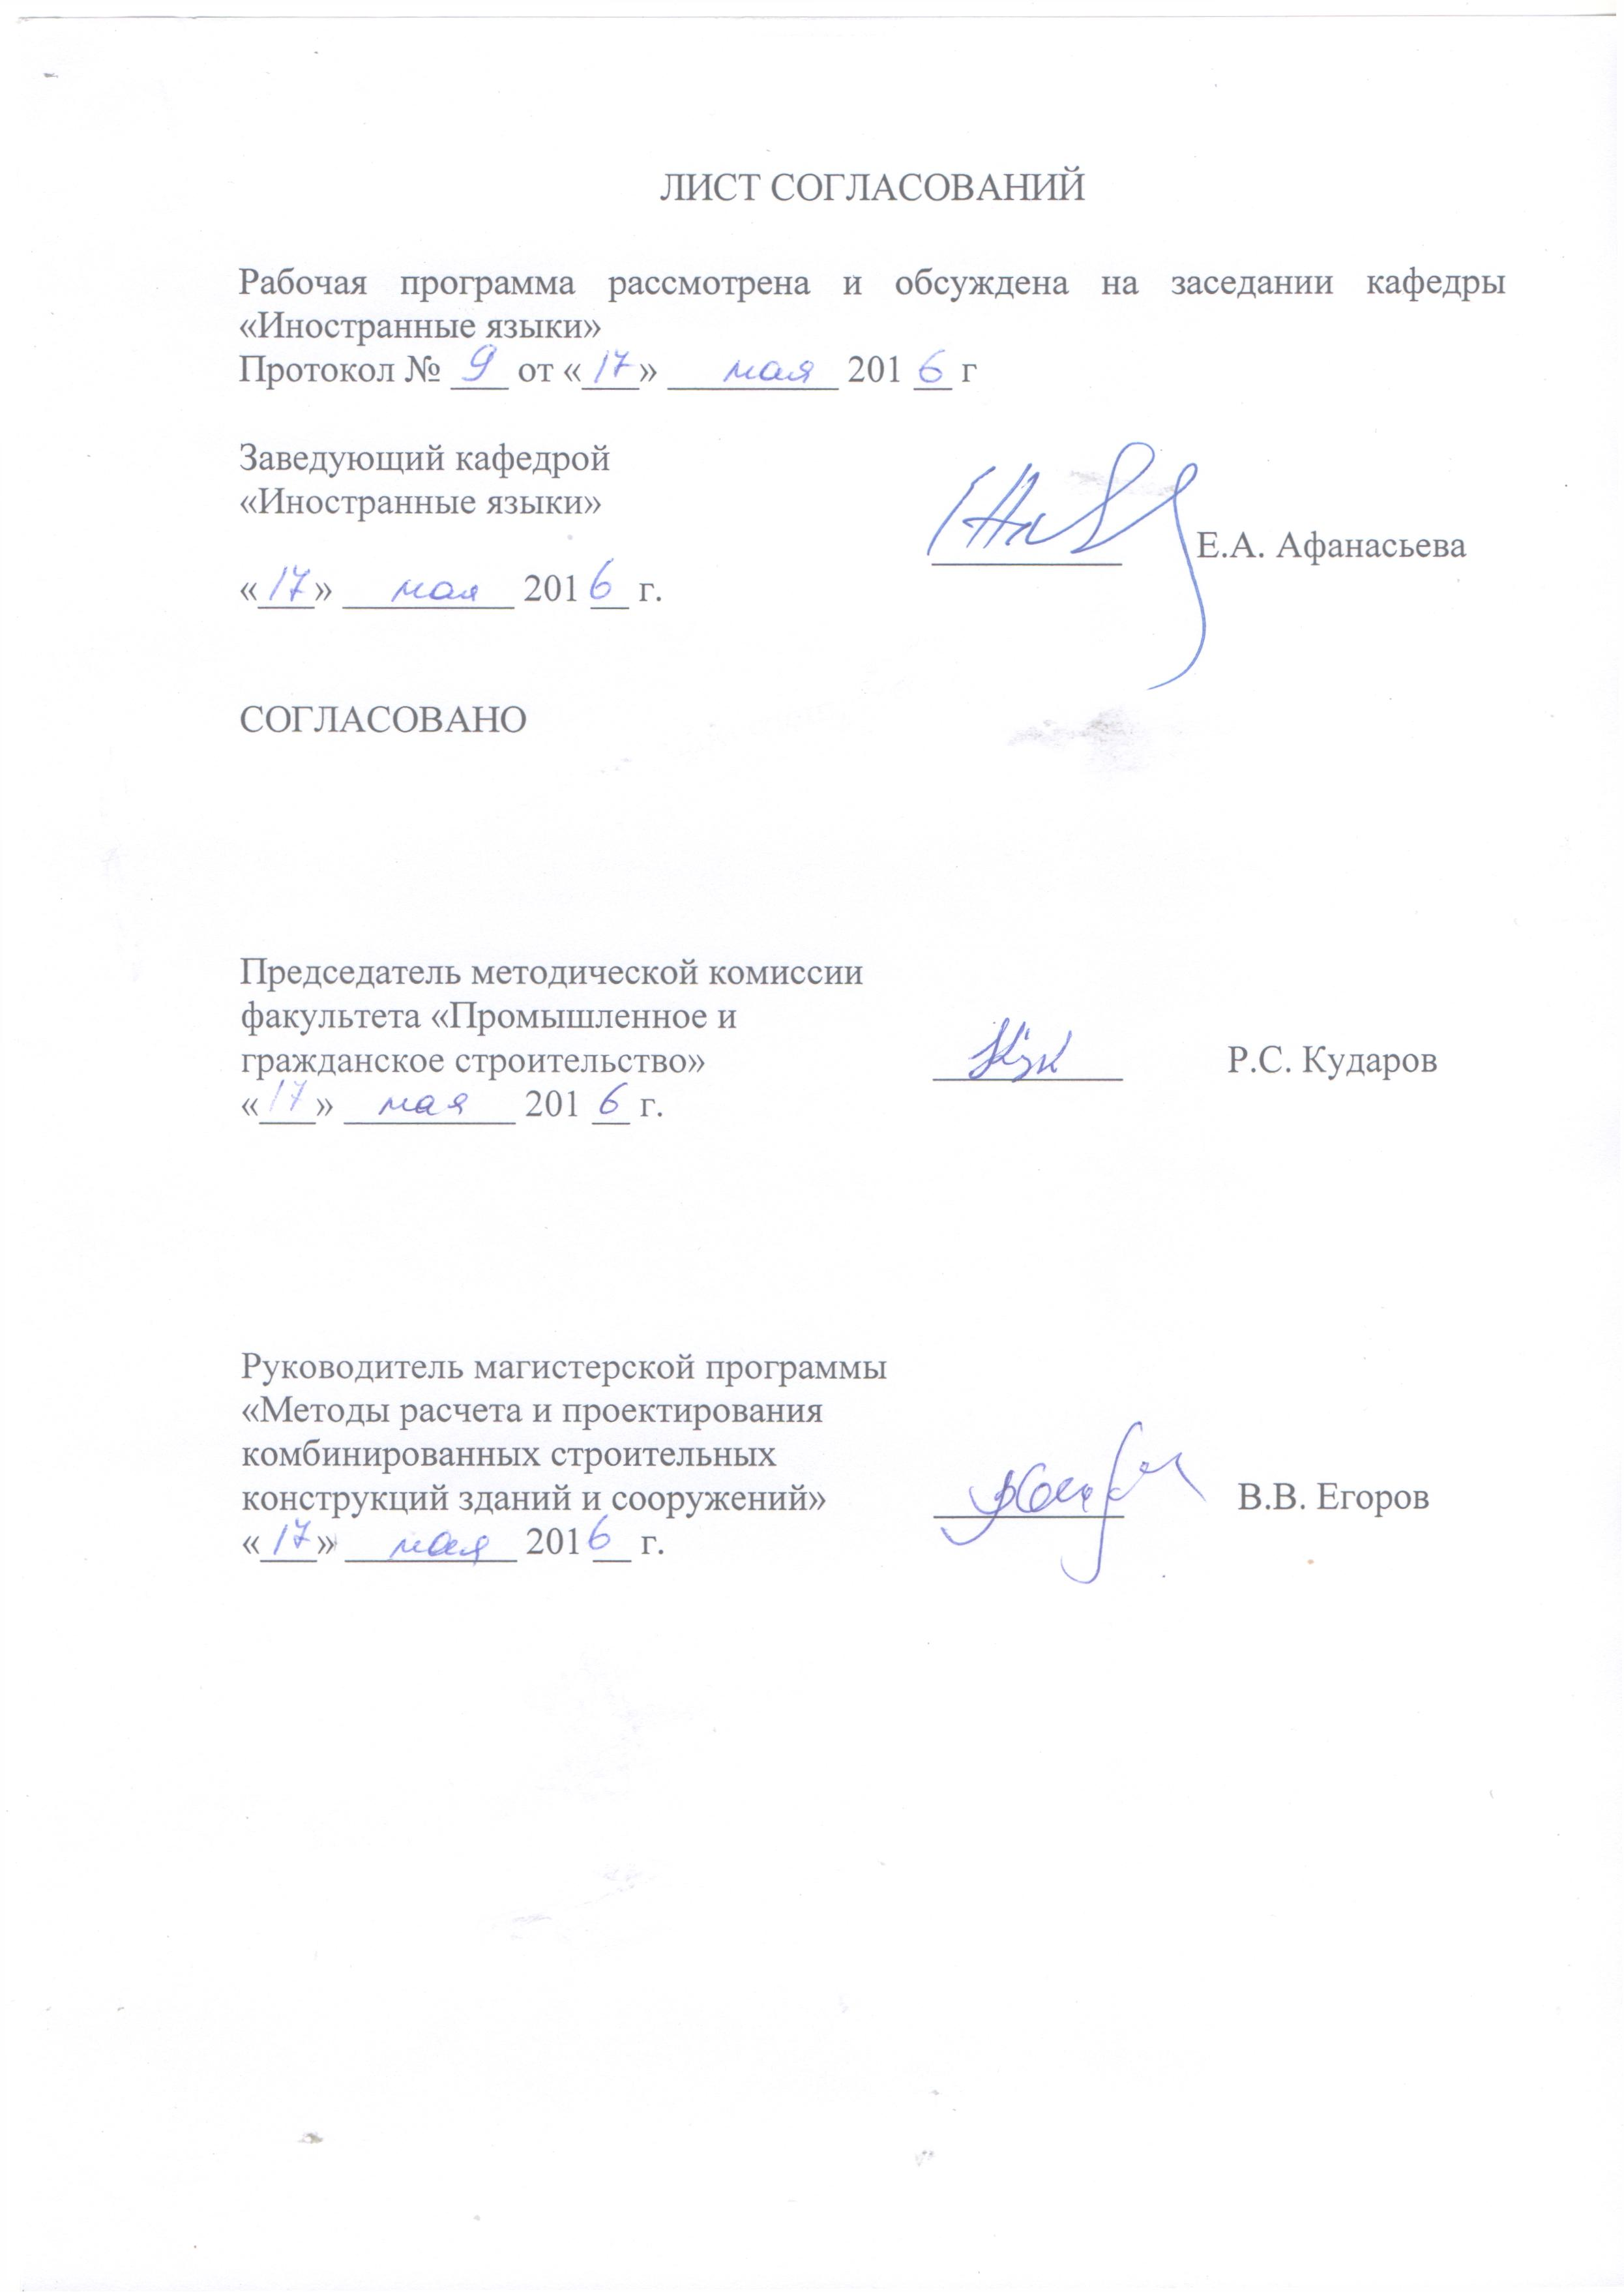 ЛИСТ СОГЛАСОВАНИЙ
Рабочая программа рассмотрена и обсуждена на заседании кафедры
«Иностранные языки»
Протокол № 9 от «17» мая 2016 г
Заведующий кафедрой
«Иностранные языки»
Е.А. Афанасьева
«17» мая 2016 г.
СОГЛАСОВАНО
Председатель методической комиссии
факультета «Промышленное и
гражданское строительство» Р.С. Кударов
«17» мая 2016 г.
Руководитель магистерской программы
«Методы расчета и проектирования
комбинированных строительных
конструкций зданий и сооружений» В.В. Егоров
«17» мая 2016 г.